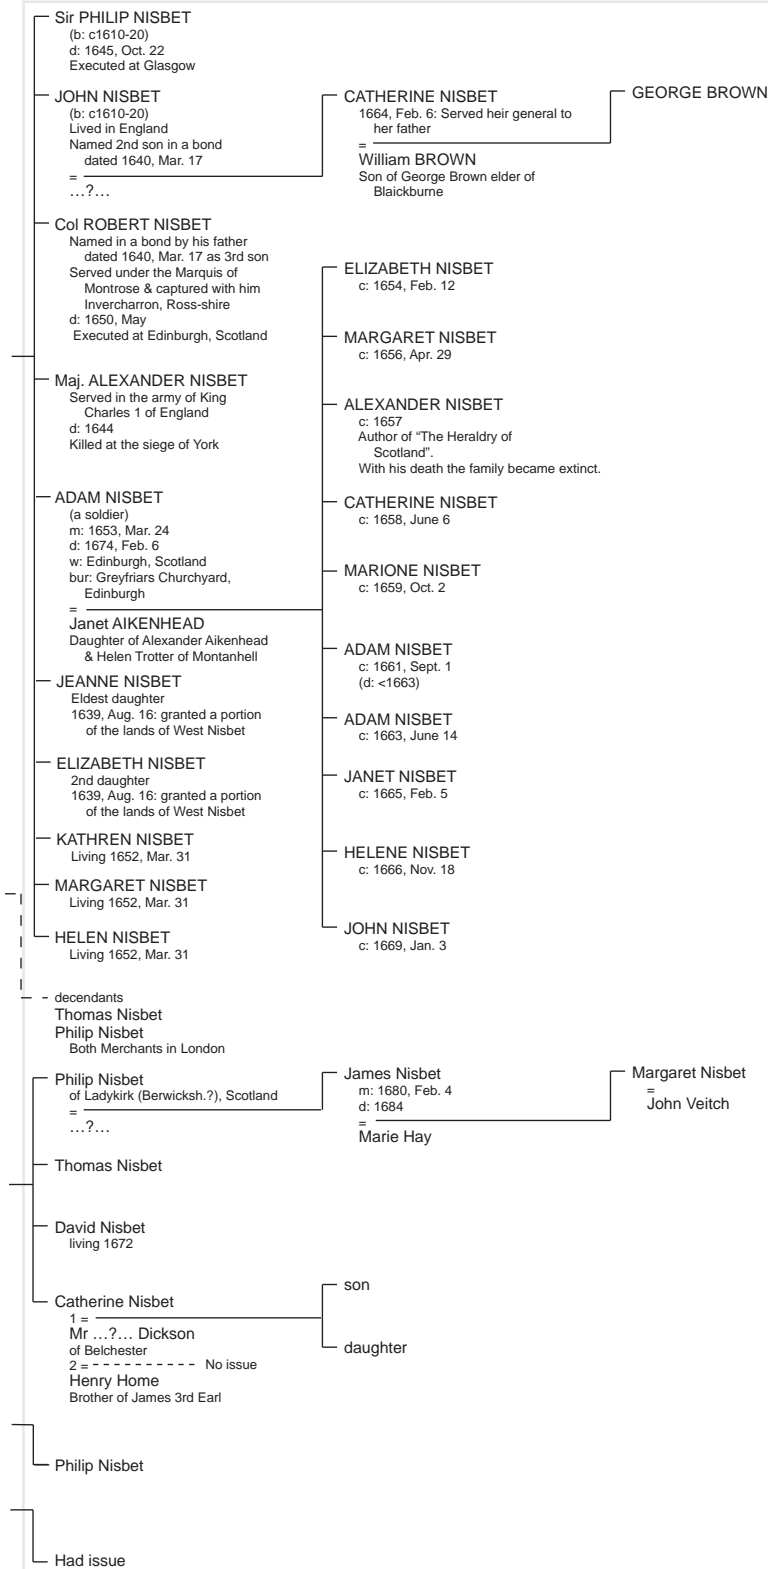 Sir PHILIP NISBET
(b: c1610-20)
d: 1645, Oct. 22
Executed at Glasgow
JOHN NISBET
(b: c1610-20)
Lived in England
Named 2nd son in a bond
dated 1640, Mar. 17
=
…?…
CATHERINE NISBET
1664, Feb. 6: Served heir general to
her father
=
William BROWN
Son of George Brown elder of
Blaickburne
GEORGE BROWN
Col ROBERT NISBET
Named in a bond by his father
dated 1640, Mar. 17 as 3rd son
Served under the Marquis of
Montrose & captured with him
Invercharron, Ross-shire
d: 1650, May
Executed at Edinburgh, Scotland
Maj. ALEXANDER NISBET
Served in the army of King
Charles 1 of England
d: 1644
Killed at the siege of York
ADAM NISBET
(a soldier)
m: 1653, Mar. 24
d: 1674, Feb. 6
w: Edinburgh, Scotland
bur: Greyfriars Churchyard,
Edinburgh
=
Janet AIKENHEAD
Daughter of Alexander Aikenhead
& Helen Trotter of Montanhell
ELIZABETH NISBET
c: 1654, Feb. 12
MARGARET NISBET
c: 1656, Apr. 29
ALEXANDER NISBET
c: 1657
Author of “The Heraldry of
Scotland”.
With his death the family became extinct.
CATHERINE NISBET
c: 1658, June 6
MARIONE NISBET
c: 1659, Oct. 2
ADAM NISBET
c: 1661, Sept. 1
(d: <1663)
ADAM NISBET
c: 1663, June 14
JANET NISBET
c: 1665, Feb. 5
HELENE NISBET
c: 1666, Nov. 18
JOHN NISBET
c: 1669, Jan. 3
JEANNE NISBET
Eldest daughter
1639, Aug. 16: granted a portion
of the lands of West Nisbet
ELIZABETH NISBET
2nd daughter
1639, Aug. 16: granted a portion
of the lands of West Nisbet
KATHREN NISBET
Living 1652, Mar. 31
MARGARET NISBET
Living 1652, Mar. 31
HELEN NISBET
Living 1652, Mar. 31
decendants
Thomas Nisbet
Philip Nisbet
Both Merchants in London
Philip Nisbet
of Ladykirk (Berwicksh.?), Scotland
=
…?…
James Nisbet
m: 1680, Feb. 4
d: 1684
=
Marie Hay
Margaret Nisbet
=
John Veitch
Thomas Nisbet
David Nisbet
living 1672
Catherine Nisbet
1 =
Mr …?… Dickson
of Belchester
2 = No issue
Henry Home
Brother of James 3rd Earl
son
daughter
Philip Nisbet
Had issue